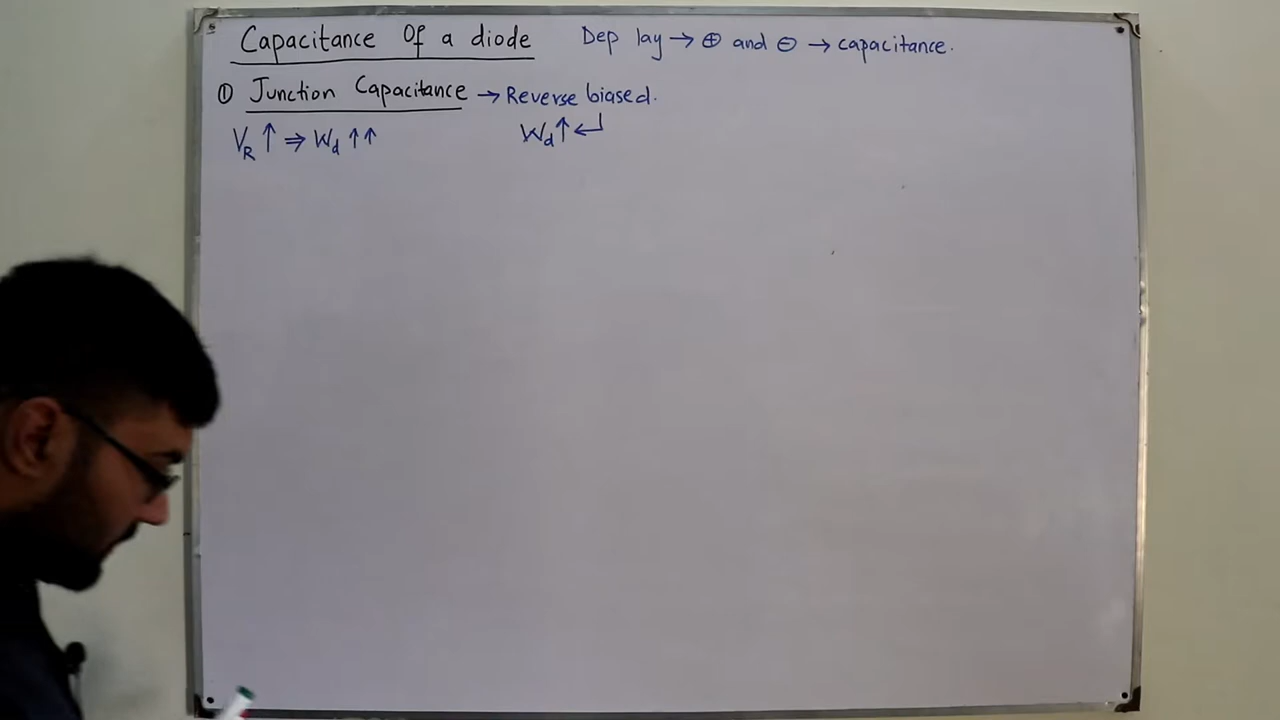 Capacitance Of a diode Dep lay → ⊕ and ⊖ → capacitance.
① Junction Capacitance → Reverse biased.
V_R ↑ ⇒ W_d ↑↑ W_d ↑ ↵